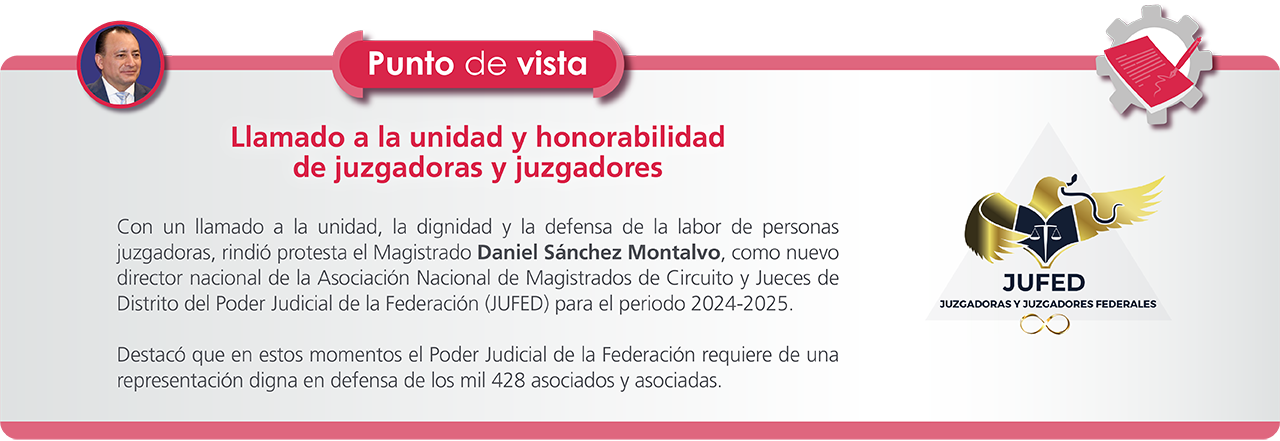 Punto de vista
Llamado a la unidad y honorabilidad
de juzgadoras y juzgadores
Con un llamado a la unidad, la dignidad y la defensa de la labor de personas
juzgadoras, rindió protesta el Magistrado Daniel Sánchez Montalvo, como nuevo
director nacional de la Asociación Nacional de Magistrados de Circuito y Jueces de
Distrito del Poder Judicial de la Federación (JUFED) para el periodo 2024-2025.
Destacó que en estos momentos el Poder Judicial de la Federación requiere de una
representación digna en defensa de los mil 428 asociados y asociadas.
JUFED
JUZGADORAS Y JUZGADORES FEDERALES